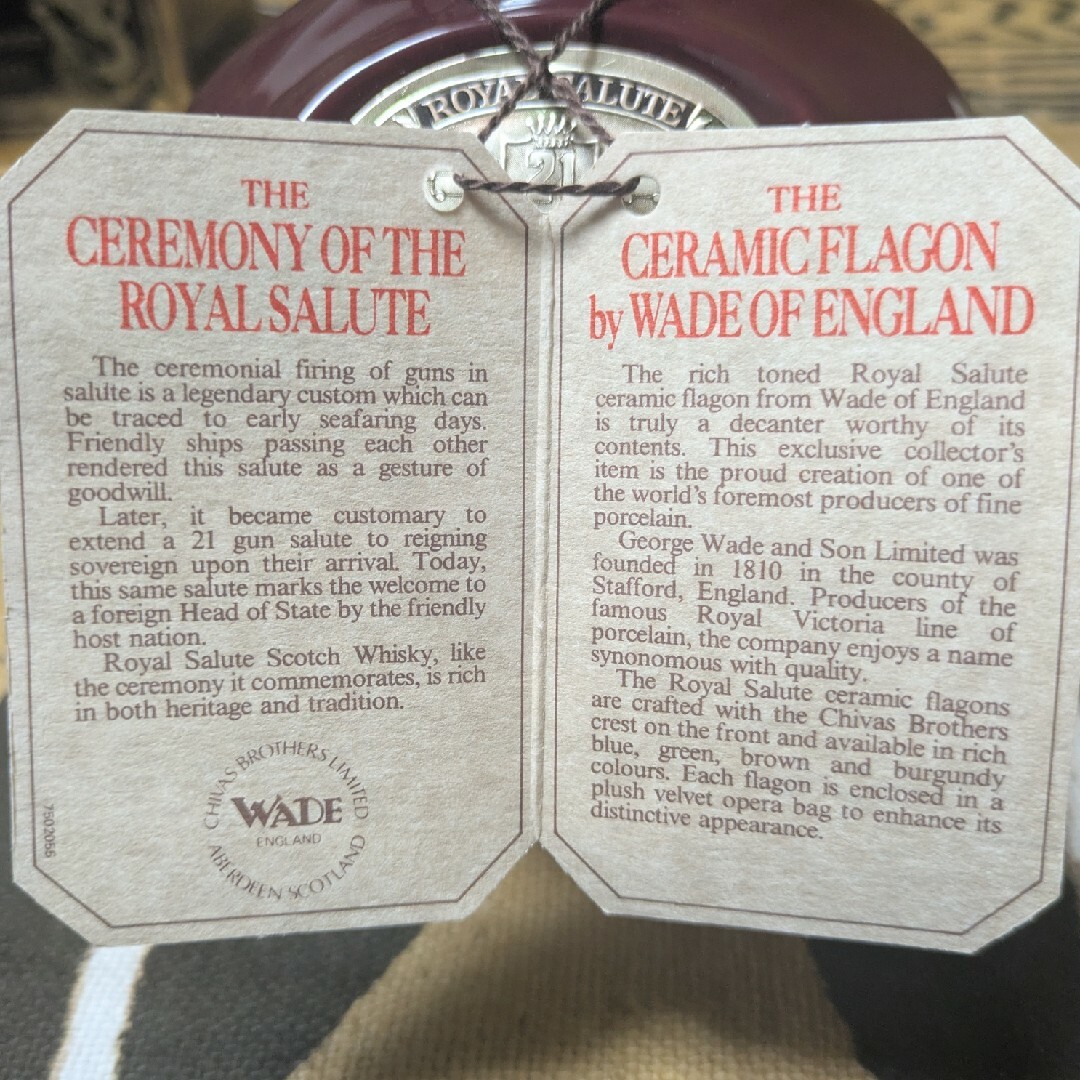 ROYAL SALUTE
21
THE
CEREMONY OF THE
ROYAL SALUTE
The ceremonial firing of guns in
salute is a legendary custom which can
be traced to early seafaring days.
Friendly ships passing each other
rendered this salute as a gesture of
goodwill.
Later, it became customary to
extend a 21 gun salute to reigning
sovereign upon their arrival. Today,
this same salute marks the welcome to
a foreign Head of State by the friendly
host nation.
Royal Salute Scotch Whisky, like
the ceremony it commemorates, is rich
in both heritage and tradition.
CHIVAS BROTHERS LIMITED
WADE
ENGLAND
ABERDEEN SCOTLAND
7502056
THE
CERAMIC FLAGON
by WADE OF ENGLAND
The rich toned Royal Salute
ceramic flagon from Wade of England
is truly a decanter worthy of its
contents. This exclusive collector's
item is the proud creation of one of
the world's foremost producers of fine
porcelain.
George Wade and Son Limited was
founded in 1810 in the county of
Stafford, England. Producers of the
famous Royal Victoria line of
porcelain, the company enjoys a name
synonomous with quality.
The Royal Salute ceramic flagons
are crafted with the Chivas Brothers
crest on the front and available in rich
blue, green, brown and burgundy
colours. Each flagon is enclosed in a
plush velvet opera bag to enhance its
distinctive appearance.